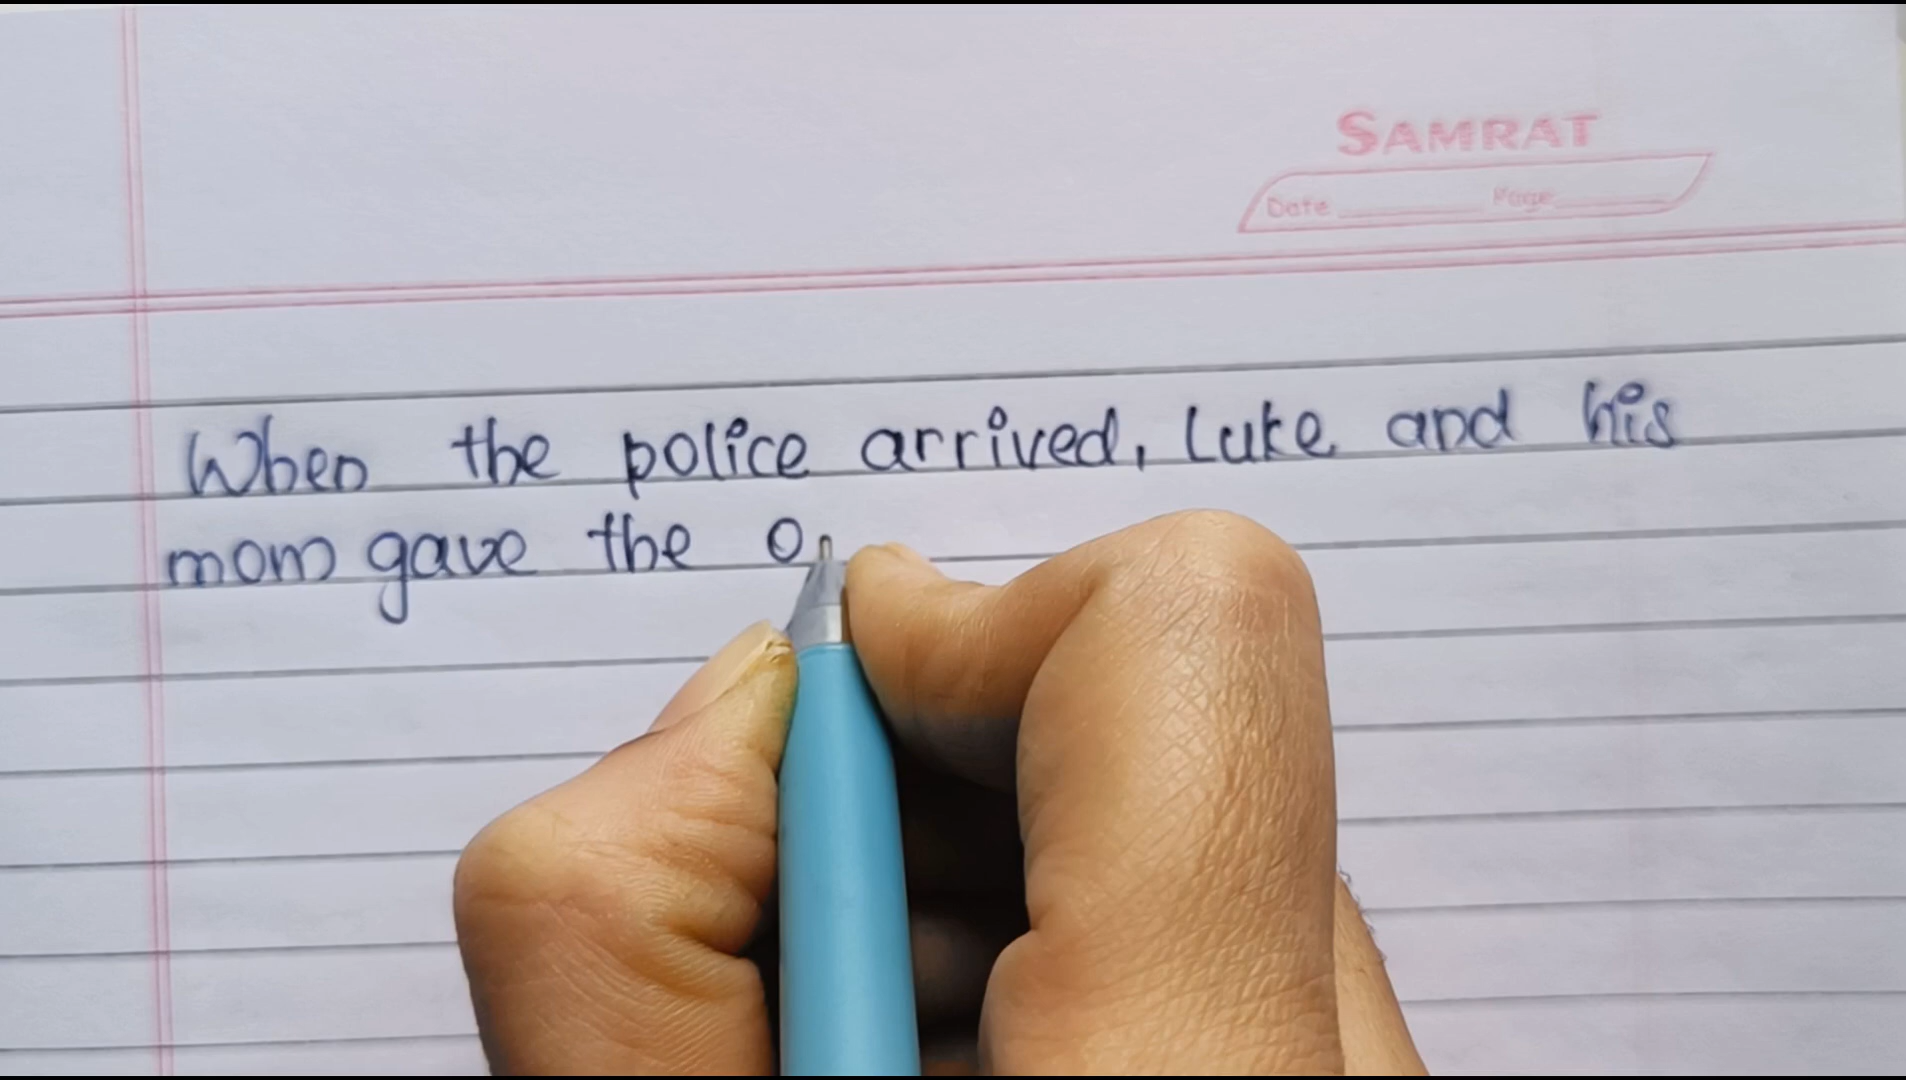 SAMRAT
Date Page
When the police arrived, Luke and his
mom gave the o